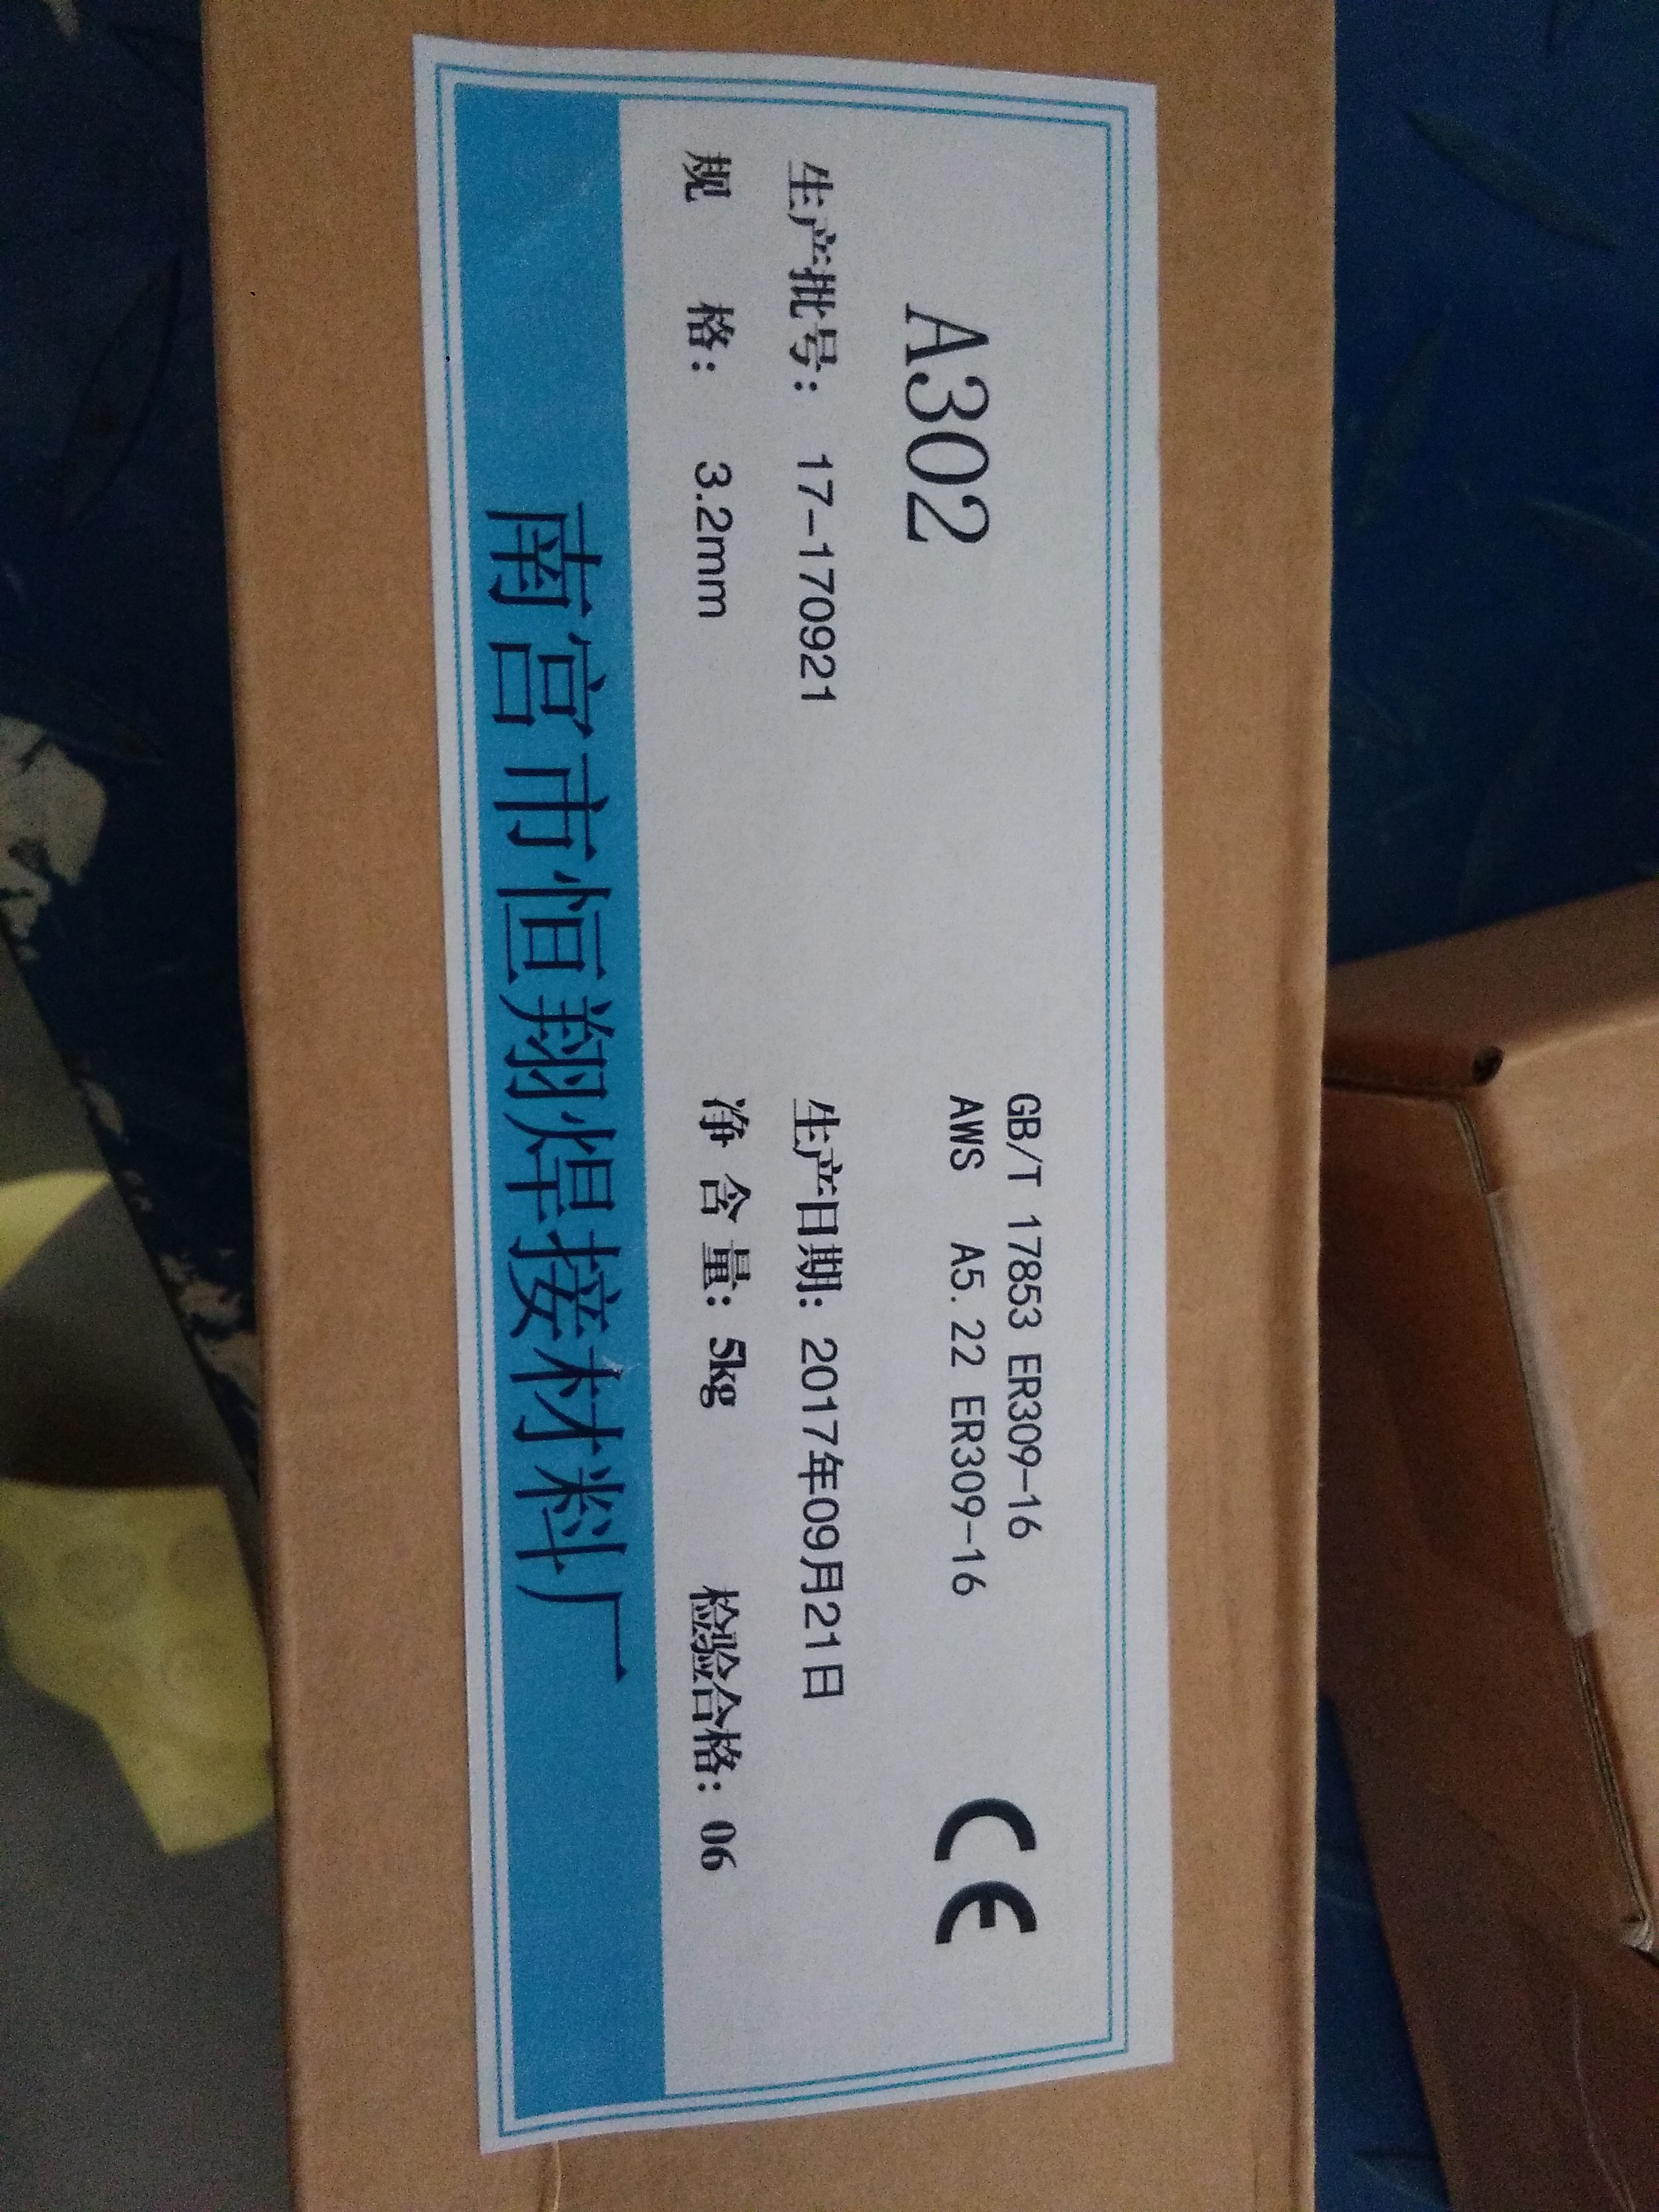 A302
GB/T 17853 ER309-16
AWS A5.22 ER309-16
CE
生产批号: 17-170921
生产日期: 2017年09月21日
规 格: 3.2mm
净 含 量: 5kg
检验合格: 06
南宫市恒翔焊接材料厂